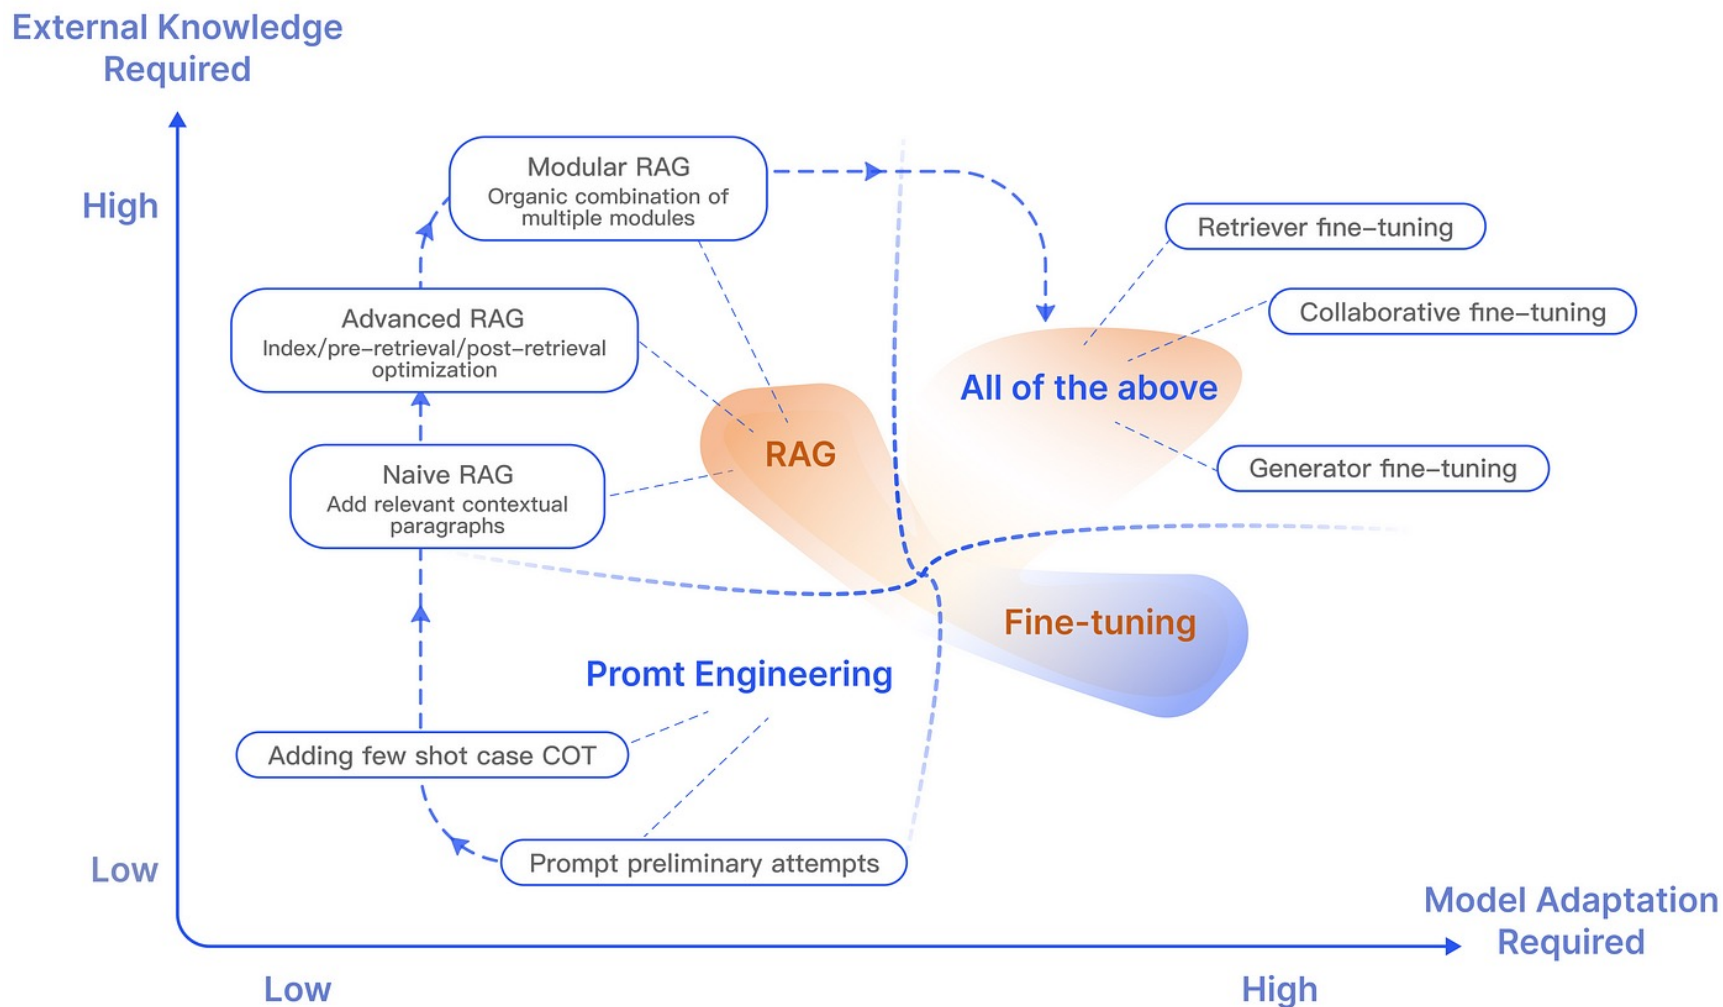 External Knowledge
Required
High
Modular RAG
Organic combination of
multiple modules
Retriever fine-tuning
Advanced RAG
Index/pre-retrieval/post-retrieval
optimization
Collaborative fine-tuning
All of the above
RAG
Naive RAG
Add relevant contextual
paragraphs
Generator fine-tuning
Fine-tuning
Promt Engineering
Adding few shot case COT
Prompt preliminary attempts
Low
Model Adaptation
Required
Low
High